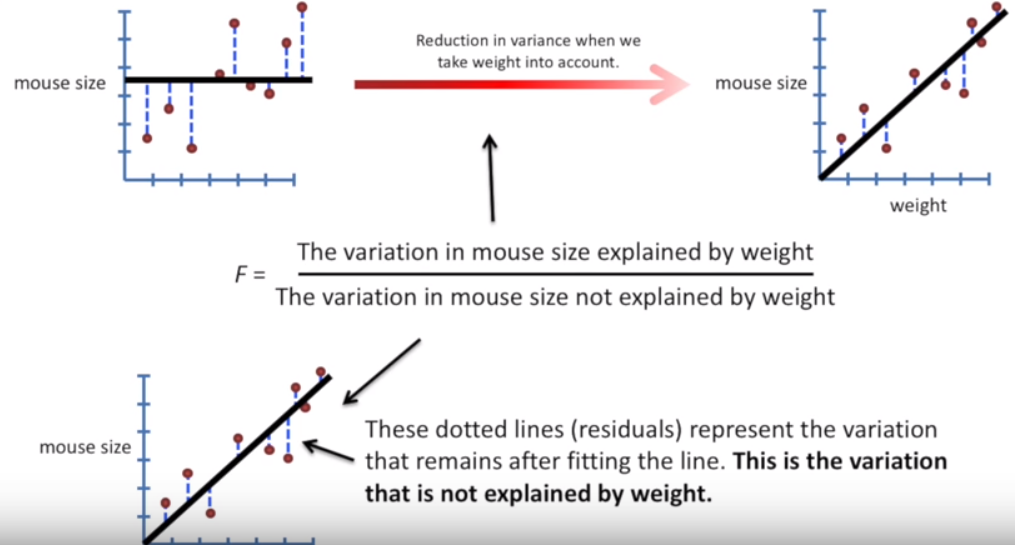 Reduction in variance when we
take weight into account.
mouse size
mouse size
weight
F =
The variation in mouse size explained by weight
The variation in mouse size not explained by weight
mouse size
These dotted lines (residuals) represent the variation
that remains after fitting the line. This is the variation
that is not explained by weight.